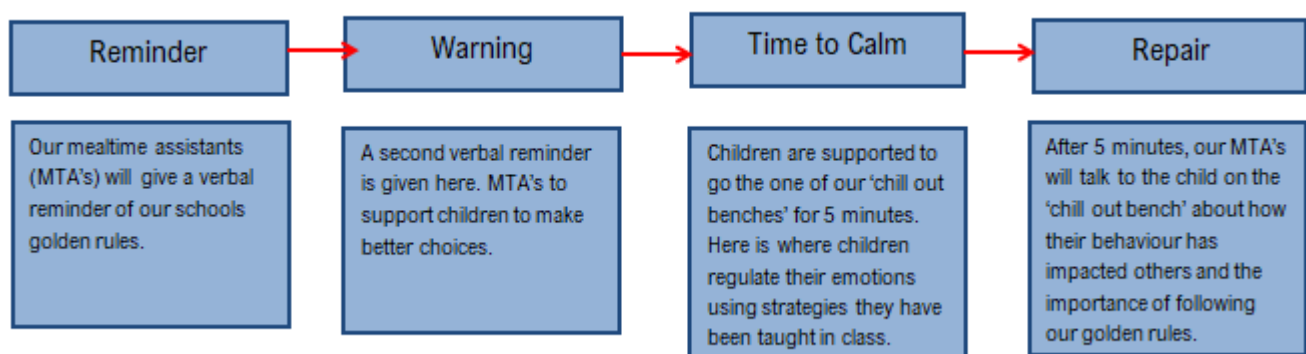 Reminder
Warning
Time to Calm
Repair
Our mealtime assistants
(MTA's) will give a verbal
reminder of our schools
golden rules.
A second verbal reminder
is given here. MTA's to
support children to make
better choices.
Children are supported to
go the one of our 'chill out
benches' for 5 minutes.
Here is where children
regulate their emotions
using strategies they have
been taught in class.
After 5 minutes, our MTA's
will talk to the child on the
'chill out bench' about how
their behaviour has
impacted others and the
importance of following
our golden rules.